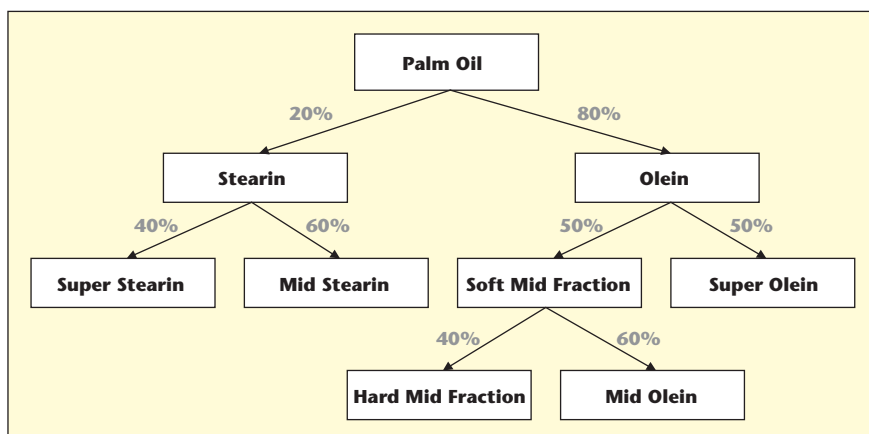 Palm Oil
20% 80%
Stearin Olein
40% 60% 50% 50%
Super Stearin Mid Stearin Soft Mid Fraction Super Olein
40% 60%
Hard Mid Fraction Mid Olein